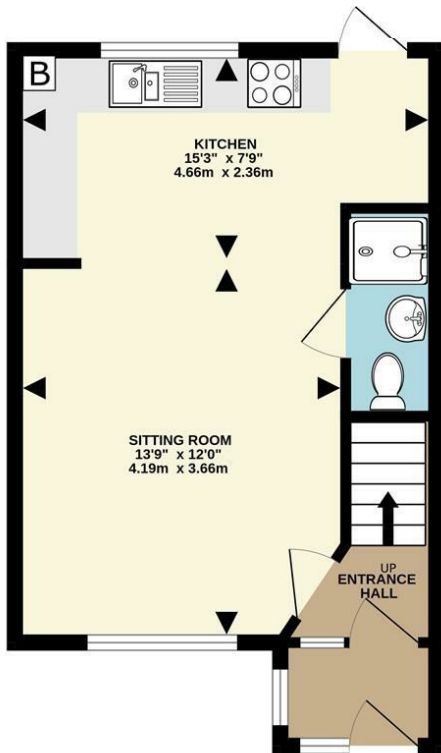 B
KITCHEN
15'3" x 7'9"
4.66m x 2.36m
SITTING ROOM
13'9" x 12'0"
4.19m x 3.66m
UP
ENTRANCE
HALL